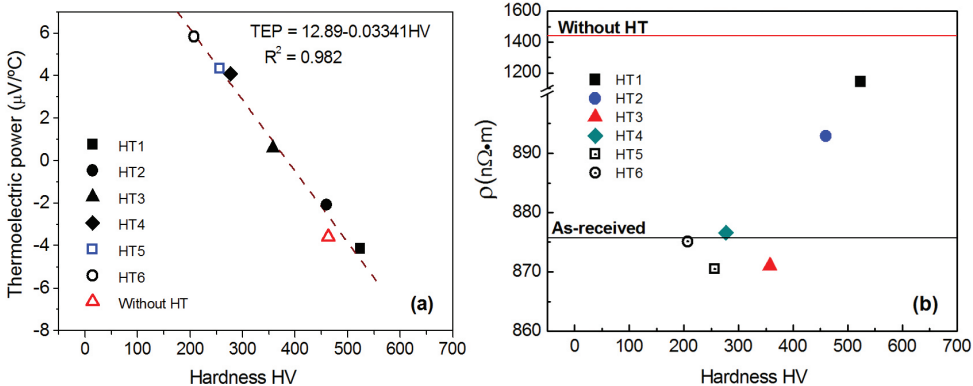 TEP = 12.89-0.03341HV
R² = 0.982
6
4
2
0
-2
-4
-6
-8
Thermoelectric power (µV/ºC)
HT1
HT2
HT3
HT4
HT5
HT6
Without HT
(a)
0 100 200 300 400 500 600 700
Hardness HV
1600
1400
1200
890
880
870
860
ρ(nΩ•m)
Without HT
HT1
HT2
HT3
HT4
HT5
HT6
As-received
(b)
0 100 200 300 400 500 600 700
Hardness HV